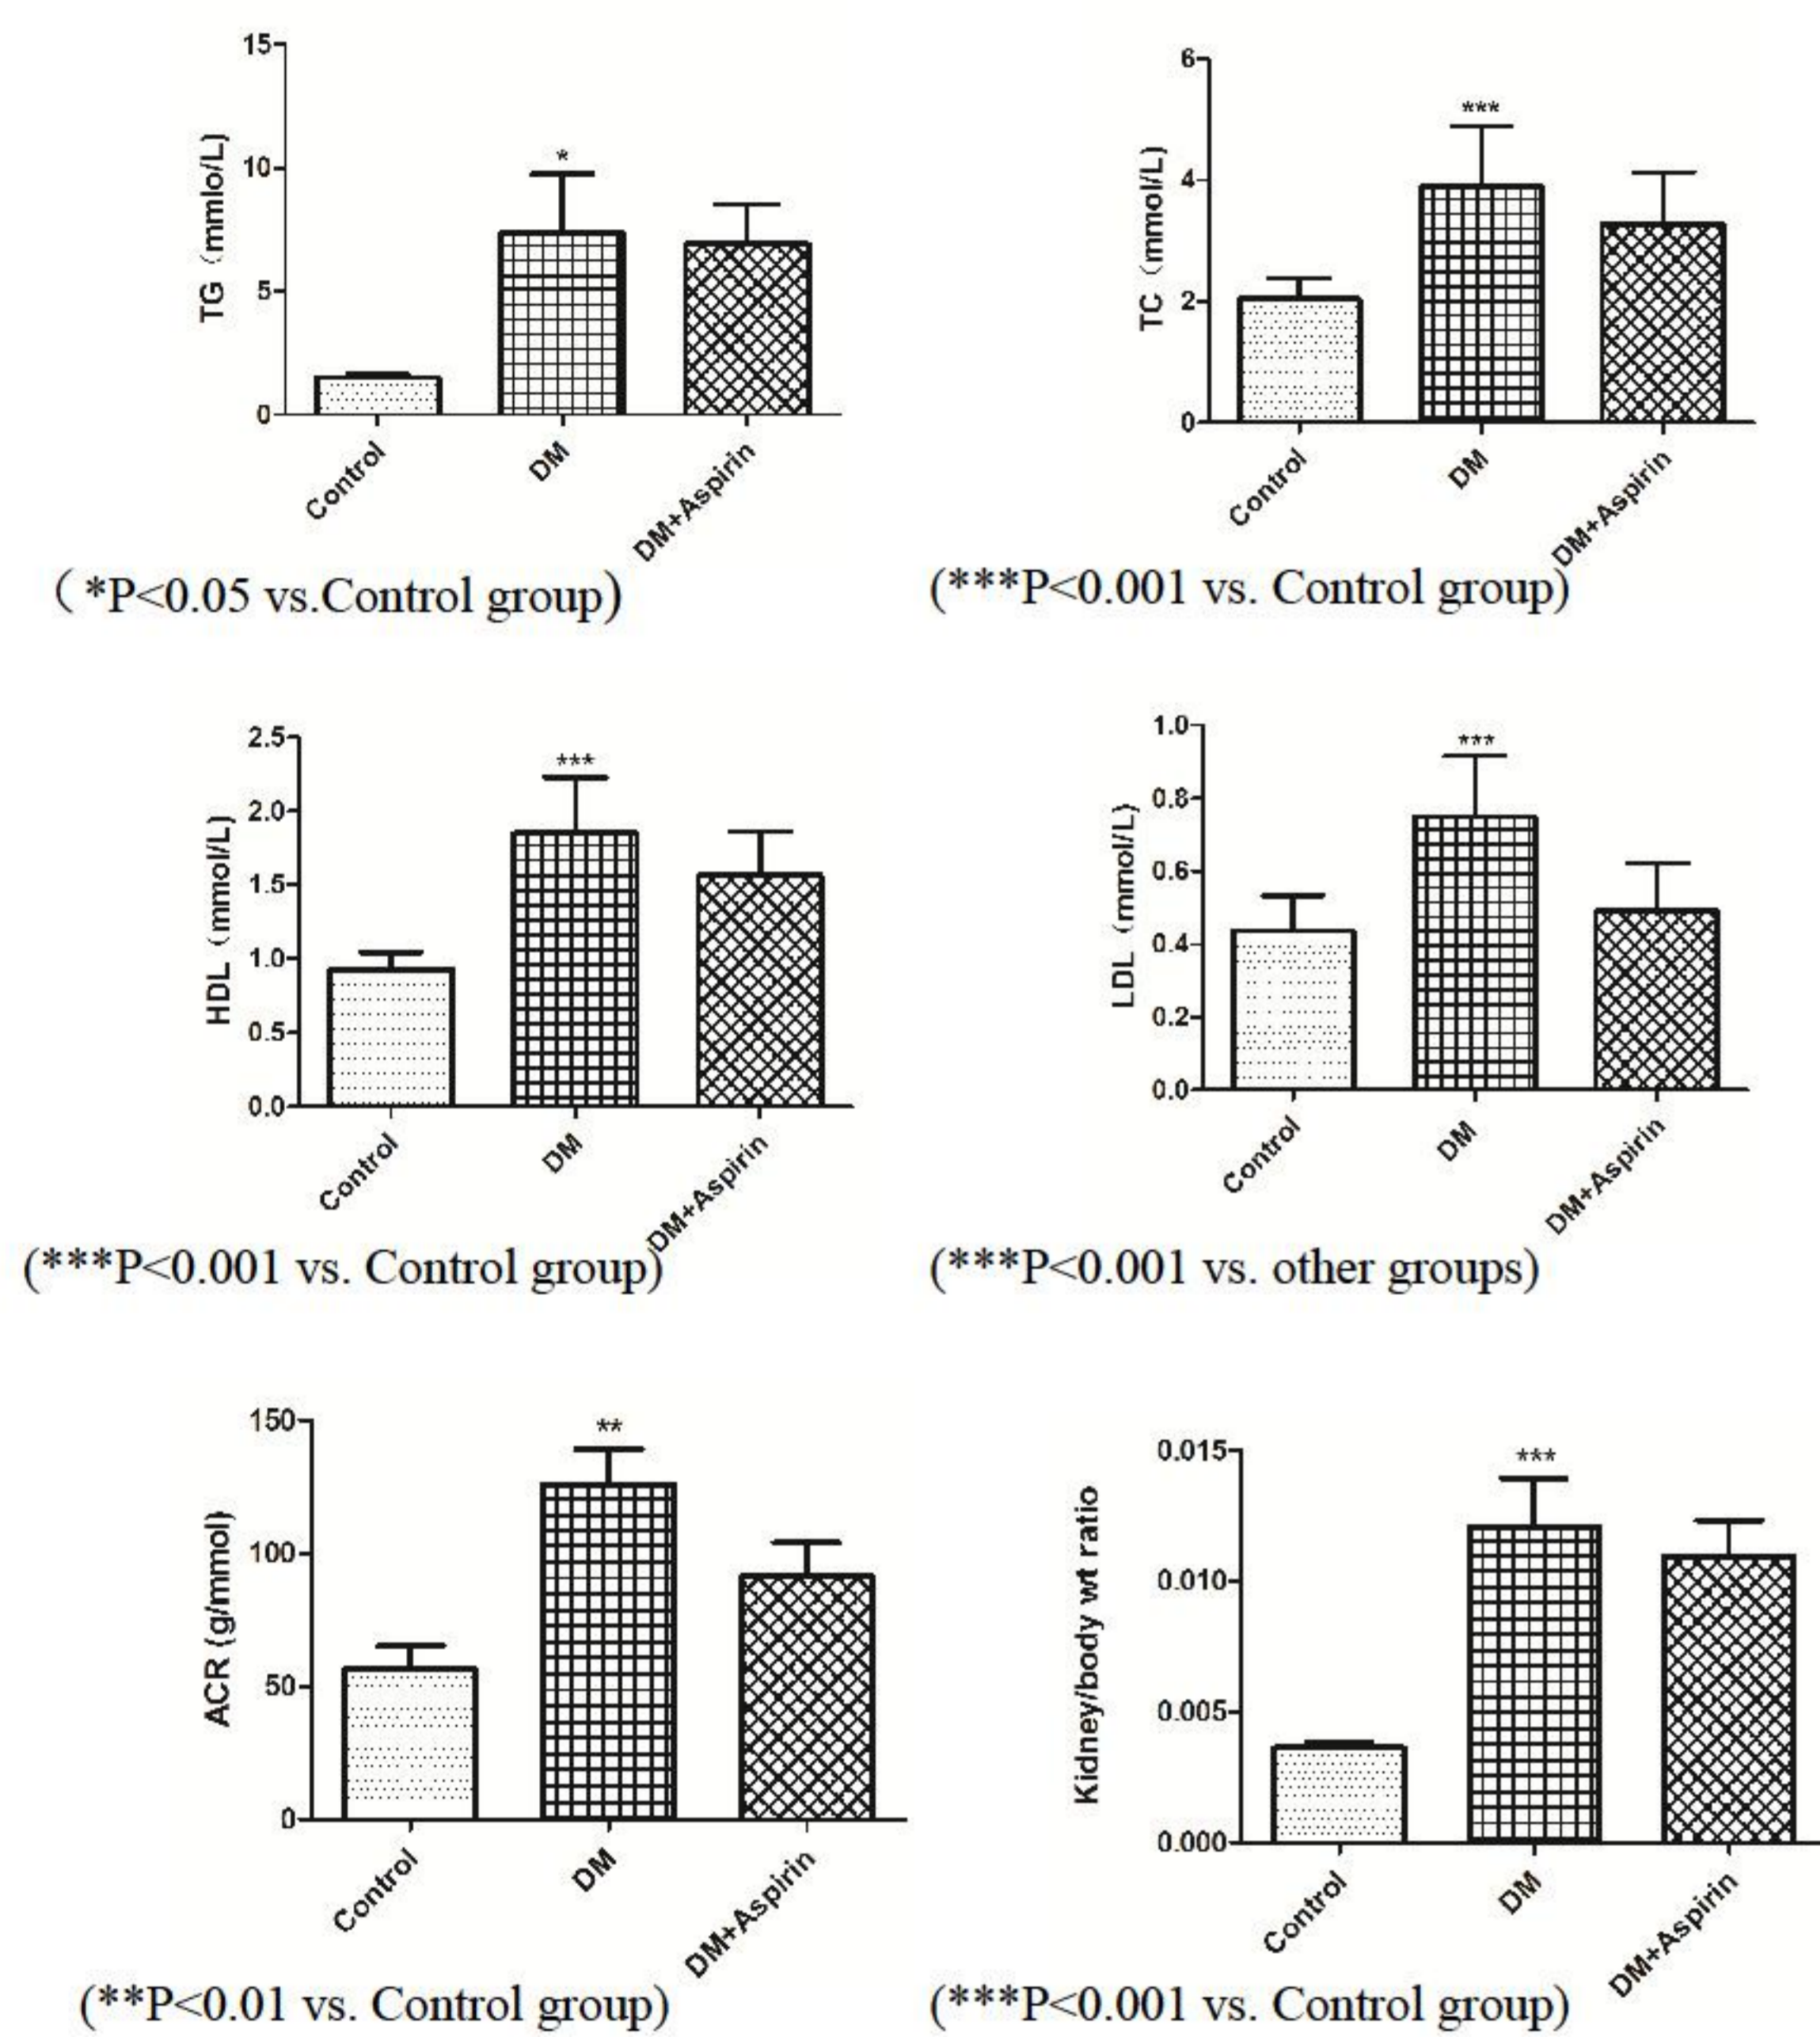 15
10
5
0
TG（mmlo/L)
*
Control
DM
DM+Aspirin
（*P<0.05 vs.Control group)
6
4
2
0
TC（mmol/L)
***
Control
DM
DM+Aspirin
(***P<0.001 vs. Control group)
2.5
2.0
1.5
1.0
0.5
0.0
HDL（mmol/L)
***
Control
DM
DM+Aspirin
(***P<0.001 vs. Control group)
1.0
0.8
0.6
0.4
0.2
0.0
LDL（mmol/L)
***
Control
DM
DM+Aspirin
(***P<0.001 vs. other groups)
150
100
50
0
ACR (g/mmol)
**
Control
DM
DM+Aspirin
(**P<0.01 vs. Control group)
0.015
0.010
0.005
0.000
Kidney/body wt ratio
***
Control
DM
DM+Aspirin
(***P<0.001 vs. Control group)